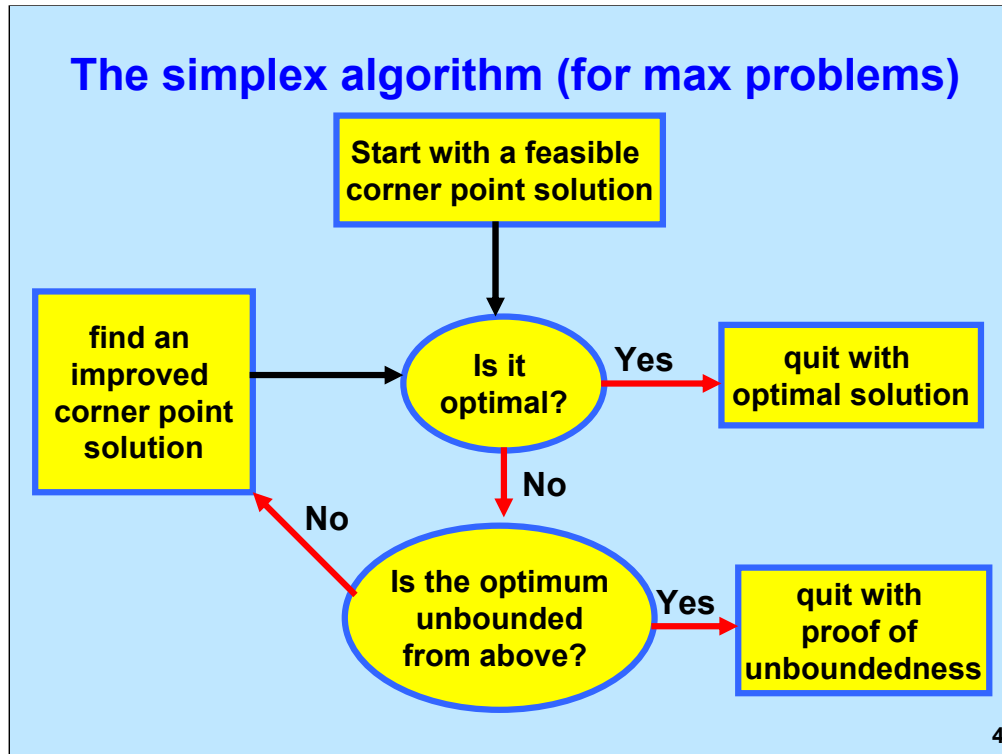 The simplex algorithm (for max problems)
Start with a feasible
corner point solution
find an
improved
corner point
solution
Is it
optimal?
Yes
quit with
optimal solution
No
No
Is the optimum
unbounded
from above?
Yes
quit with
proof of
unboundedness
4